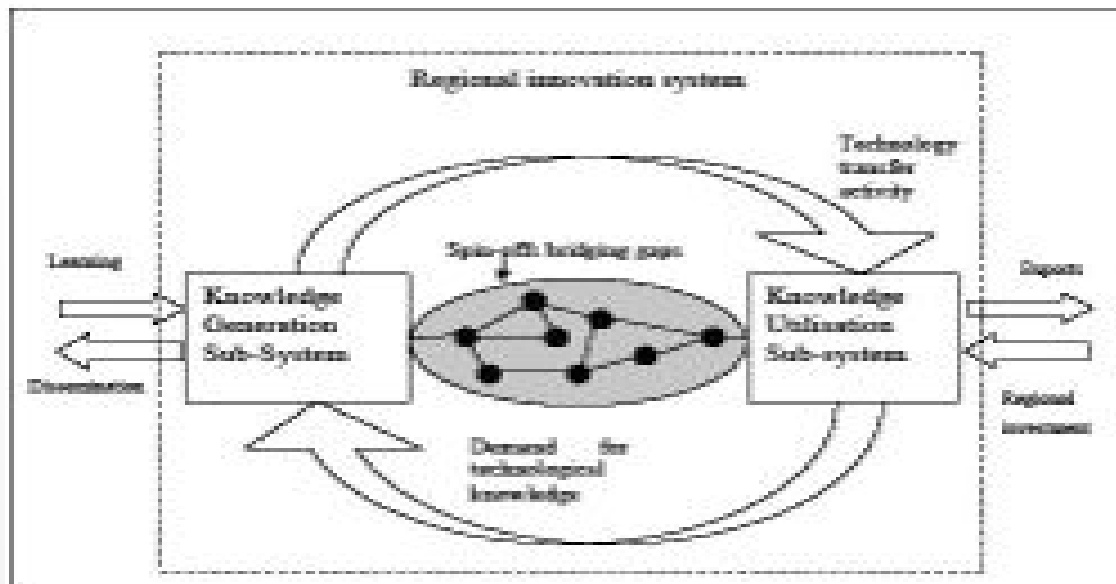 Regional innovation system
Technology
transfer
activity
Spin-offs bridging gaps
Learning
Knowledge
Generation
Sub-System
Dissemination
Knowledge
Utilisation
Sub-system
Exports
Regional
investment
Demand for
technological
knowledge